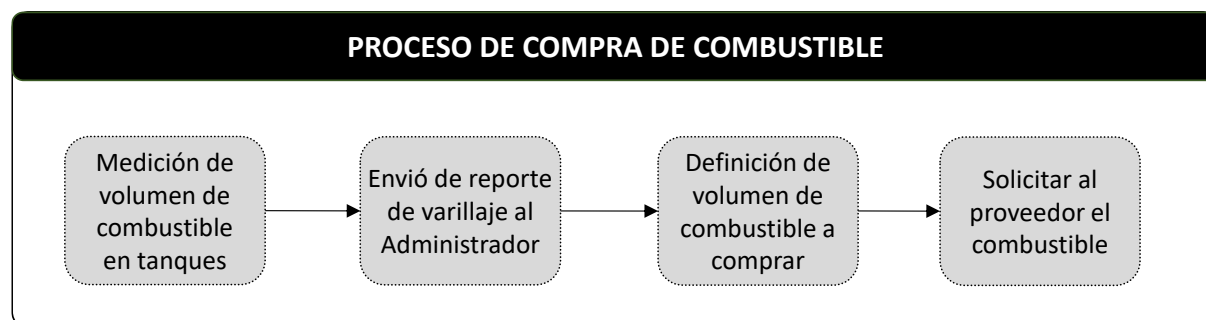 PROCESO DE COMPRA DE COMBUSTIBLE
Medición de
volumen de
combustible
en tanques
Envió de reporte
de varillaje al
Administrador
Definición de
volumen de
combustible a
comprar
Solicitar al
proveedor el
combustible